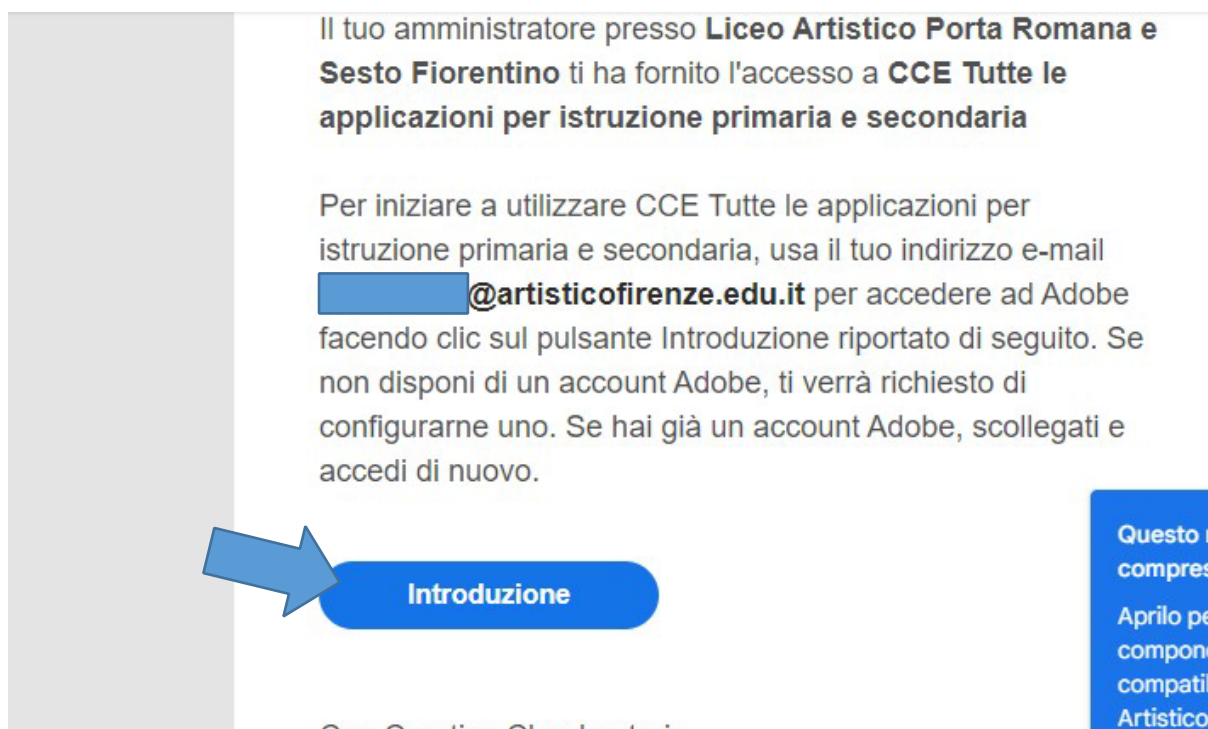 Il tuo amministratore presso Liceo Artistico Porta Romana e
Sesto Fiorentino ti ha fornito l'accesso a CCE Tutte le
applicazioni per istruzione primaria e secondaria
Per iniziare a utilizzare CCE Tutte le applicazioni per
istruzione primaria e secondaria, usa il tuo indirizzo e-mail
@artisticofirenze.edu.it per accedere ad Adobe
facendo clic sul pulsante Introduzione riportato di seguito. Se
non disponi di un account Adobe, ti verrà richiesto di
configurarne uno. Se hai già un account Adobe, scollegati e
accedi di nuovo.
Introduzione
Questo
Aprilo
Artistico